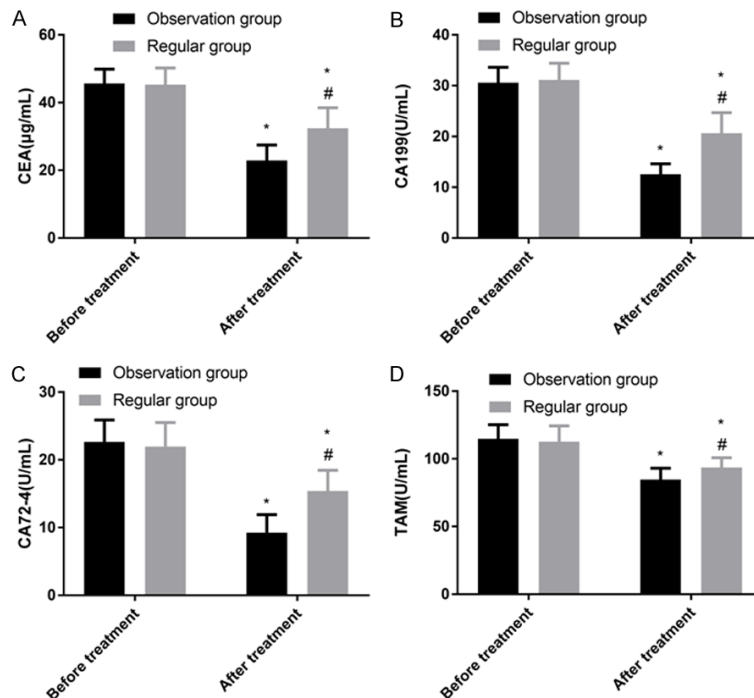 A
Observation group
Regular group
60
40
20
0
CEA(µg/mL)
*
*
#
Before treatment
After treatment
B
Observation group
Regular group
40
30
20
10
0
CA199(U/mL)
*
*
#
Before treatment
After treatment
C
Observation group
Regular group
30
20
10
0
CA72-4(U/mL)
*
*
#
Before treatment
After treatment
D
Observation group
Regular group
150
100
50
0
TAM(U/mL)
*
*
#
Before treatment
After treatment